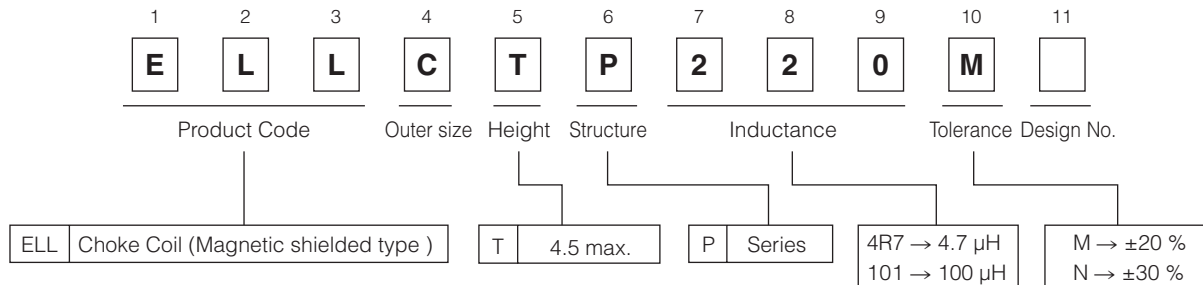 1 2 3 4 5 6 7 8 9 10 11
E L L C T P 2 2 0 M
Product Code Outer size Height Structure Inductance Tolerance Design No.
ELL Choke Coil (Magnetic shielded type )
T 4.5 max.
P Series
4R7 → 4.7 µH
101 → 100 µH
M → ±20 %
N → ±30 %